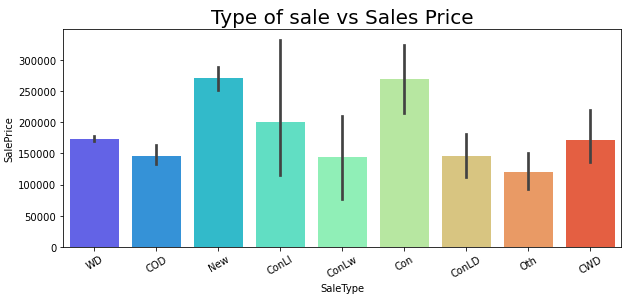 Type of sale vs Sales Price
SalePrice
300000
250000
200000
150000
100000
50000
0
WD
COD
New
ConLI
ConLw
Con
ConLD
Oth
CWD
SaleType